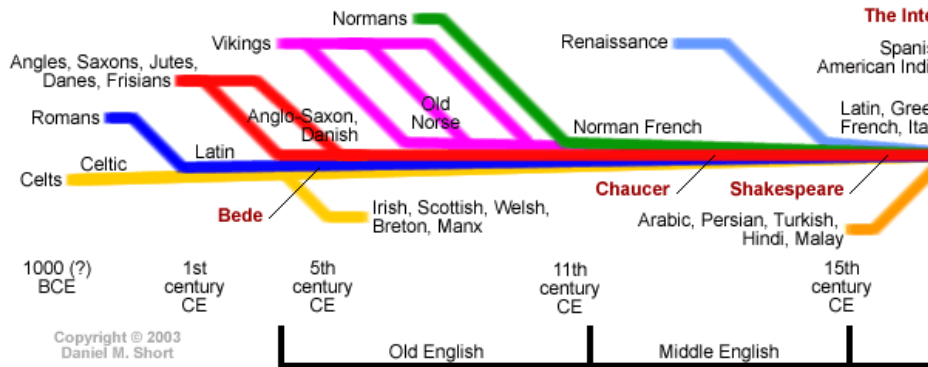 Normans
The Inte
Vikings
Renaissance
Spanis
American Indi
Angles, Saxons, Jutes,
Danes, Frisians
Romans
Anglo-Saxon,
Danish
Old
Norse
Latin, Gree
French, Ita
Norman French
Celtic
Latin
Celts
Bede
Chaucer
Shakespeare
Irish, Scottish, Welsh,
Breton, Manx
Arabic, Persian, Turkish,
Hindi, Malay
1000 (?)
BCE
1st
century
CE
5th
century
CE
11th
century
CE
15th
century
CE
Copyright © 2003
Daniel M. Short
Old English
Middle English